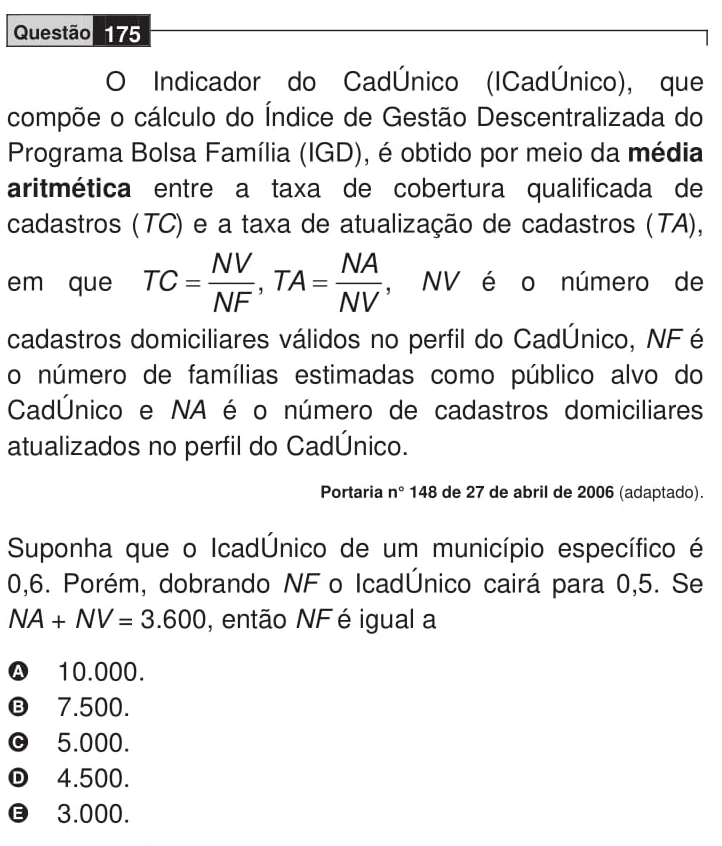 Questão 175
O Indicador do CadÚnico (ICadÚnico), que
compõe o cálculo do Índice de Gestão Descentralizada do
Programa Bolsa Família (IGD), é obtido por meio da média
aritmética entre a taxa de cobertura qualificada de
cadastros (TC) e a taxa de atualização de cadastros (TA),
em que TC = NV/NF, TA = NA/NV, NV é o número de
cadastros domiciliares válidos no perfil do CadÚnico, NF é
o número de famílias estimadas como público alvo do
CadÚnico e NA é o número de cadastros domiciliares
atualizados no perfil do CadÚnico.
Portaria n° 148 de 27 de abril de 2006 (adaptado).
Suponha que o IcadÚnico de um município específico é
0,6. Porém, dobrando NF o IcadÚnico cairá para 0,5. Se
NA + NV = 3.600, então NF é igual a
A 10.000.
B 7.500.
C 5.000.
D 4.500.
E 3.000.